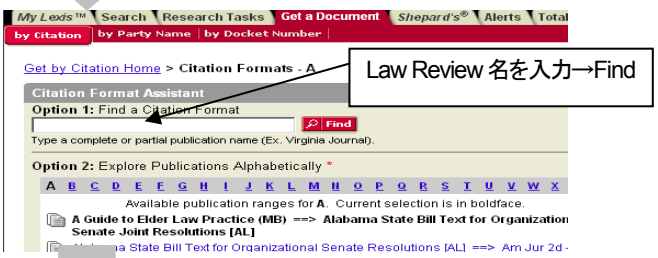 My Lexis™ Search Research Tasks Get a Document Shepard's® Alerts Total
by Citation by Party Name by Docket Number
Get by Citation Home > Citation Formats - A
Law Review 名を入力→Find
Citation Format Assistant
Option 1: Find a Citation Format
Find
Type a complete or partial publication name (Ex. Virginia Journal).
Option 2: Explore Publications Alphabetically *
A B C D E F G H I J K L M N O P Q R S T U V W X
Available publication ranges for A. Current selection is in boldface.
A Guide to Elder Law Practice (MB) ==> Alabama State Bill Text for Organization
Senate Joint Resolutions [AL]
Alabama State Bill Text for Organizational Senate Resolutions [AL] ==> Am Jur 2d -